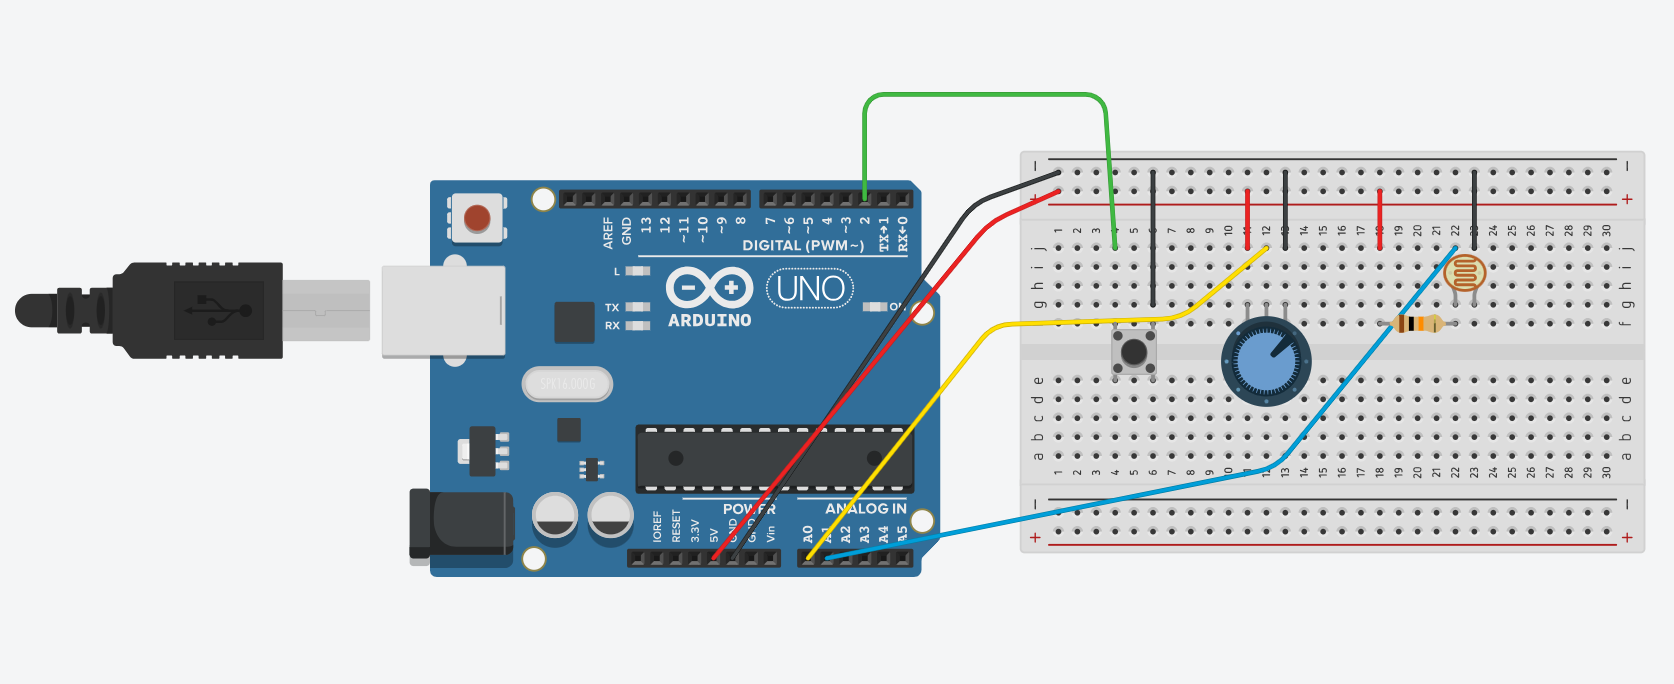 AREF GND 13 12 ~11 ~10 ~9 8 7 ~6 ~5 4 ~3 2 TX→1 RX←0
DIGITAL (PWM~)
L
TX
RX
ARDUINO
UNO
ON
SPK16.000G
POWER
ANALOG IN
IOREF RESET 3.3V 5V GND GND Vin A0 A1 A2 A3 A4 A5
− −
+ +
1 2 3 4 5 6 7 8 9 10 11 12 13 14 15 16 17 18 19 20 21 22 23 24 25 26 27 28 29 30
j j
i i
h h
g g
f f
e e
d d
c c
b b
a a
1 2 3 4 5 6 7 8 9 10 11 12 13 14 15 16 17 18 19 20 21 22 23 24 25 26 27 28 29 30
− −
+ +